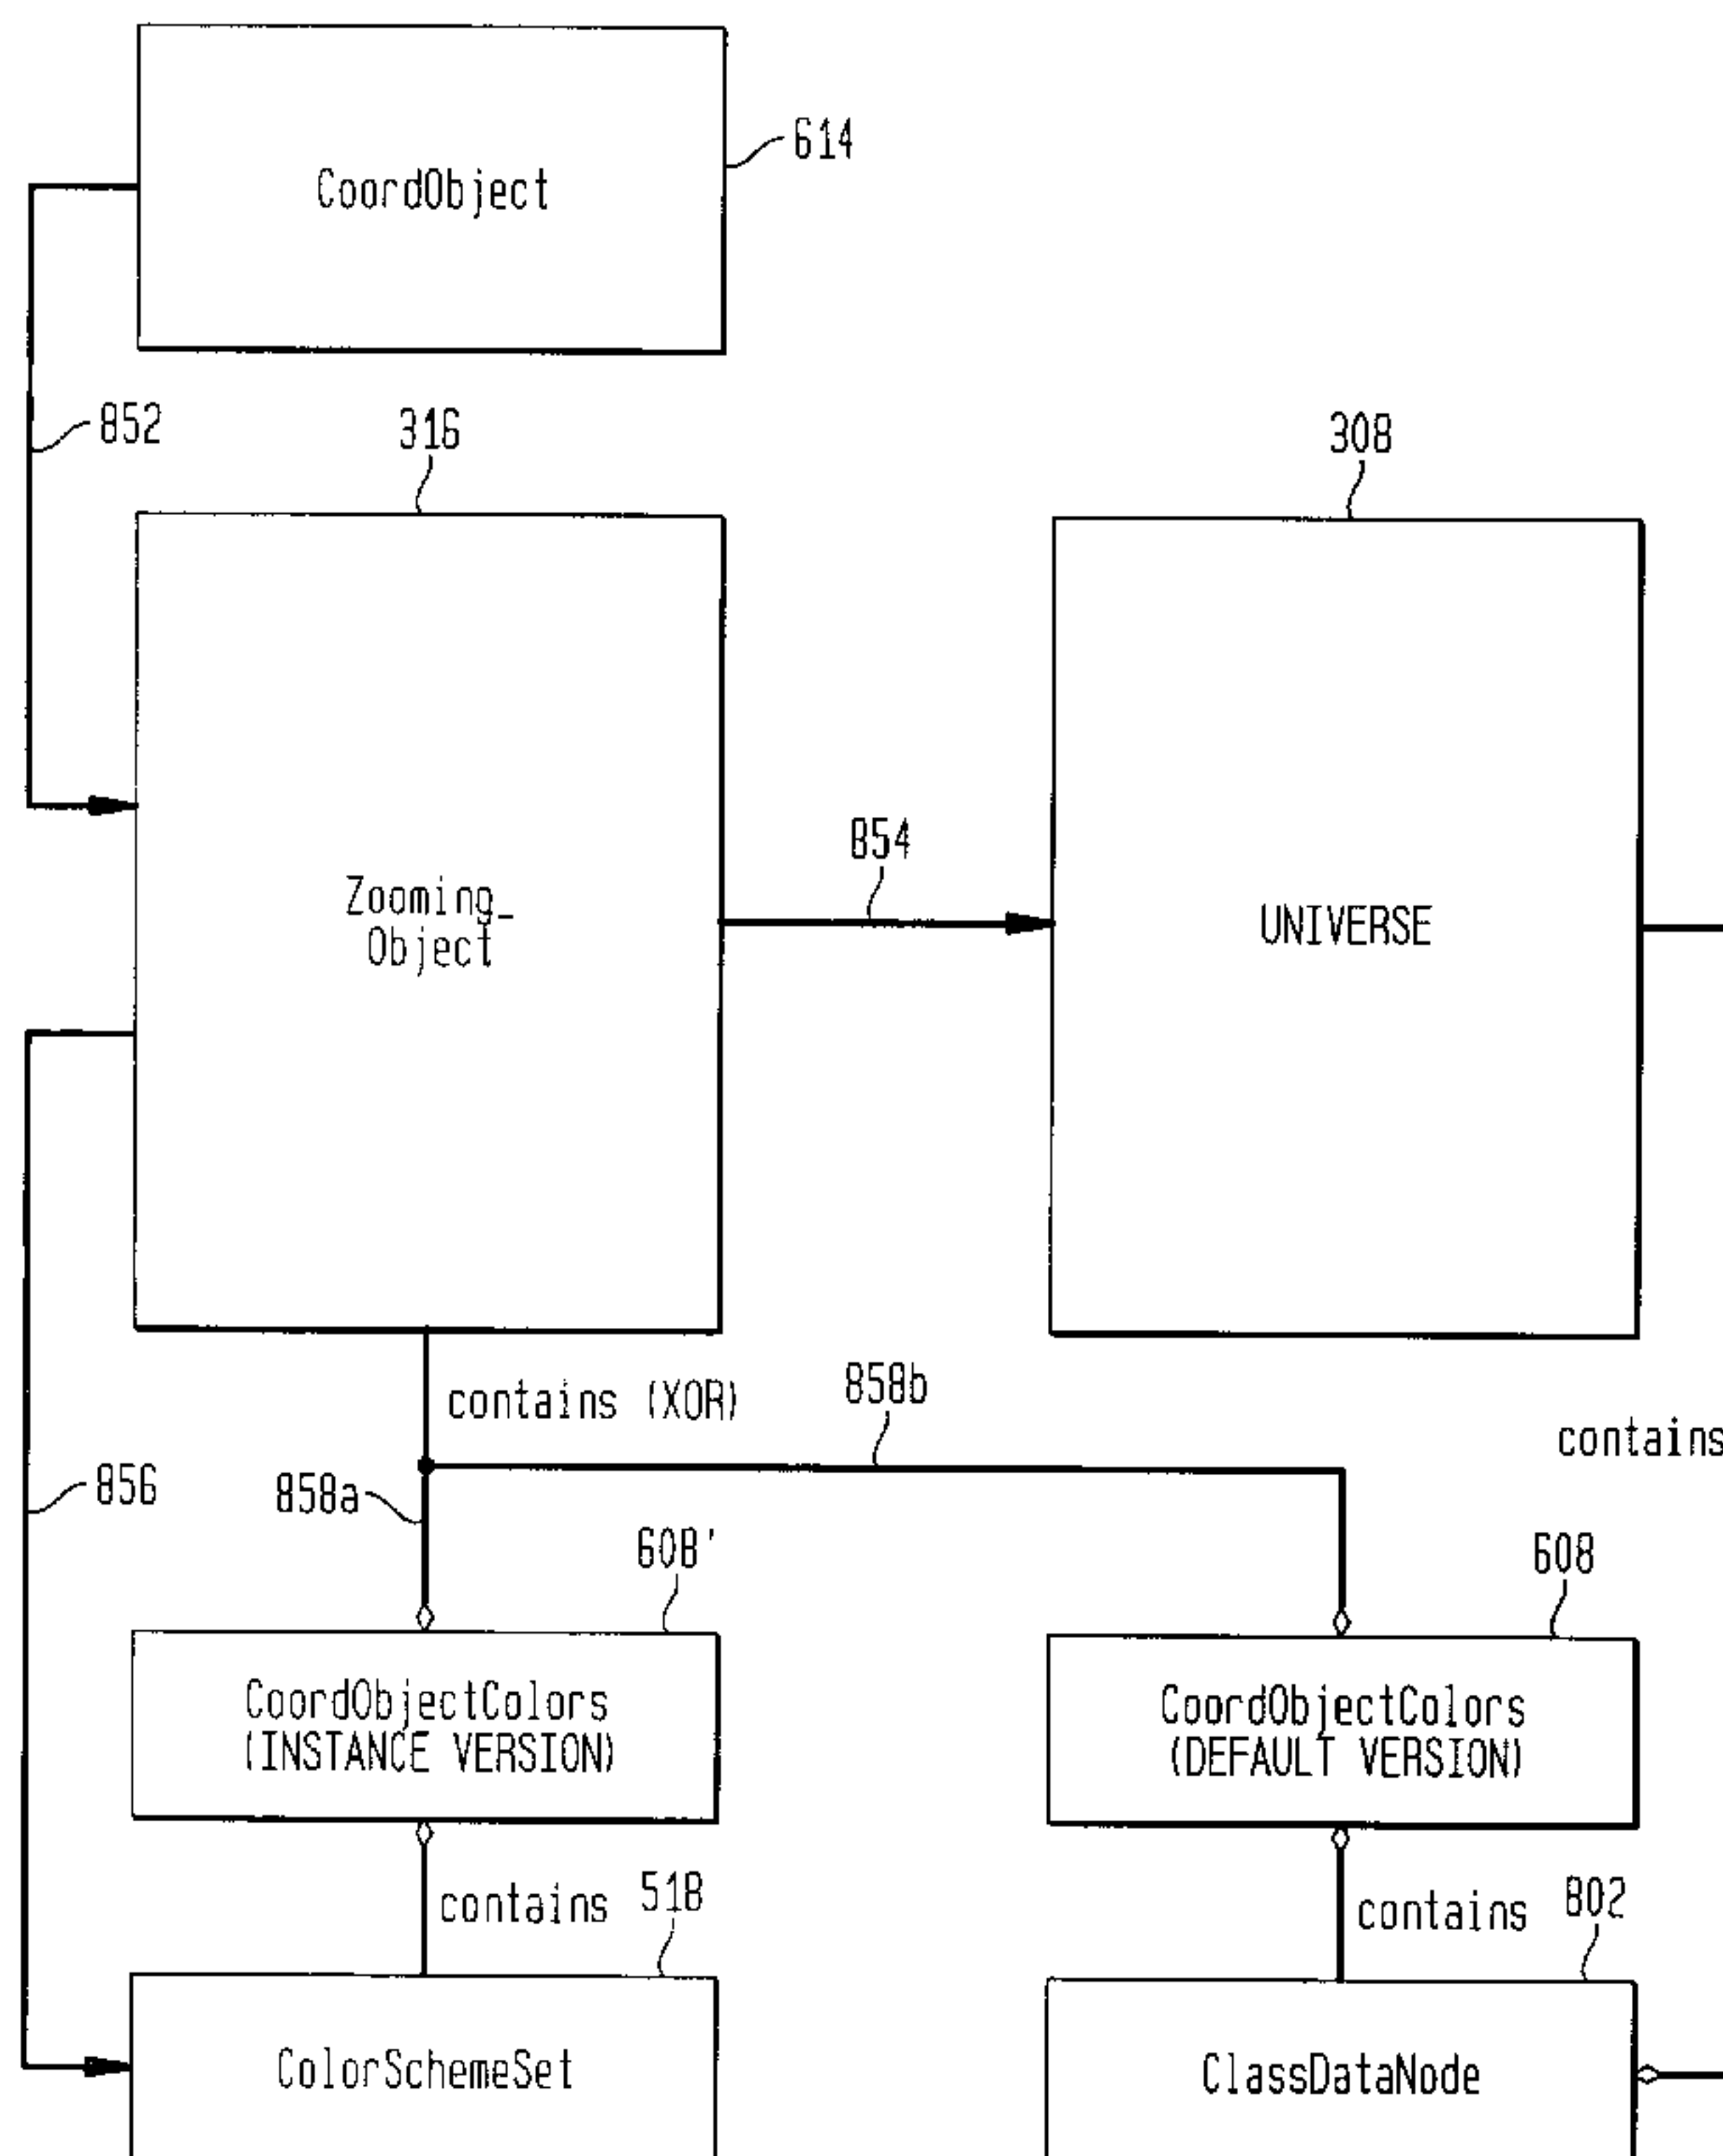 614
CoordObject
852
316
308
854
Zooming_
Object
UNIVERSE
contains (XOR)
858b
contains
856
858a
608'
608
CoordObjectColors
(INSTANCE VERSION)
CoordObjectColors
(DEFAULT VERSION)
contains
518
contains
802
ColorSchemeSet
ClassDataNode